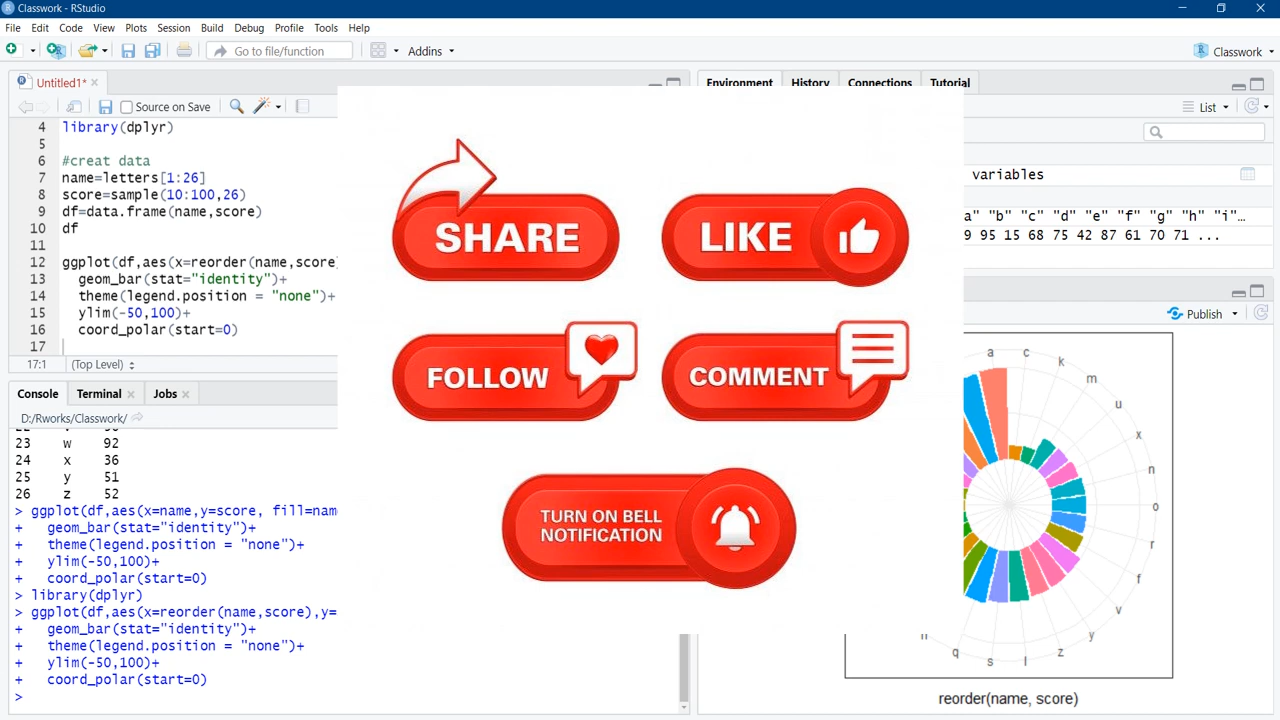 Classwork - RStudio
File Edit Code View Plots Session Build Debug Profile Tools Help
Go to file/function
Addins
Classwork
Untitled1*
Environment History Connections Tutorial
Source on Save
List
4 library(dplyr)
5
6 #creat data
7 name=letters[1:26]
8 score=sample(10:100,26)
9 df=data.frame(name,score)
10 df
11
12 ggplot(df,aes(x=reorder(name,score)
13 geom_bar(stat="identity")+
14 theme(legend.position = "none")+
15 ylim(-50,100)+
16 coord_polar(start=0)
17
17:1 (Top Level)
variables
a" "b" "c" "d" "e" "f" "g" "h" "i"…
9 95 15 68 75 42 87 61 70 71 ...
SHARE
LIKE
FOLLOW
COMMENT
TURN ON BELL
NOTIFICATION
Console Terminal Jobs
D:/Rworks/Classwork/
23 w 92
24 x 36
25 y 51
26 z 52
> ggplot(df,aes(x=name,y=score, fill=nam
+ geom_bar(stat="identity")+
+ theme(legend.position = "none")+
+ ylim(-50,100)+
+ coord_polar(start=0)
> library(dplyr)
> ggplot(df,aes(x=reorder(name,score),y=
+ geom_bar(stat="identity")+
+ theme(legend.position = "none")+
+ ylim(-50,100)+
+ coord_polar(start=0)
>
Publish
a
c
k
m
u
x
n
o
r
f
v
y
z
l
s
q
reorder(name, score)